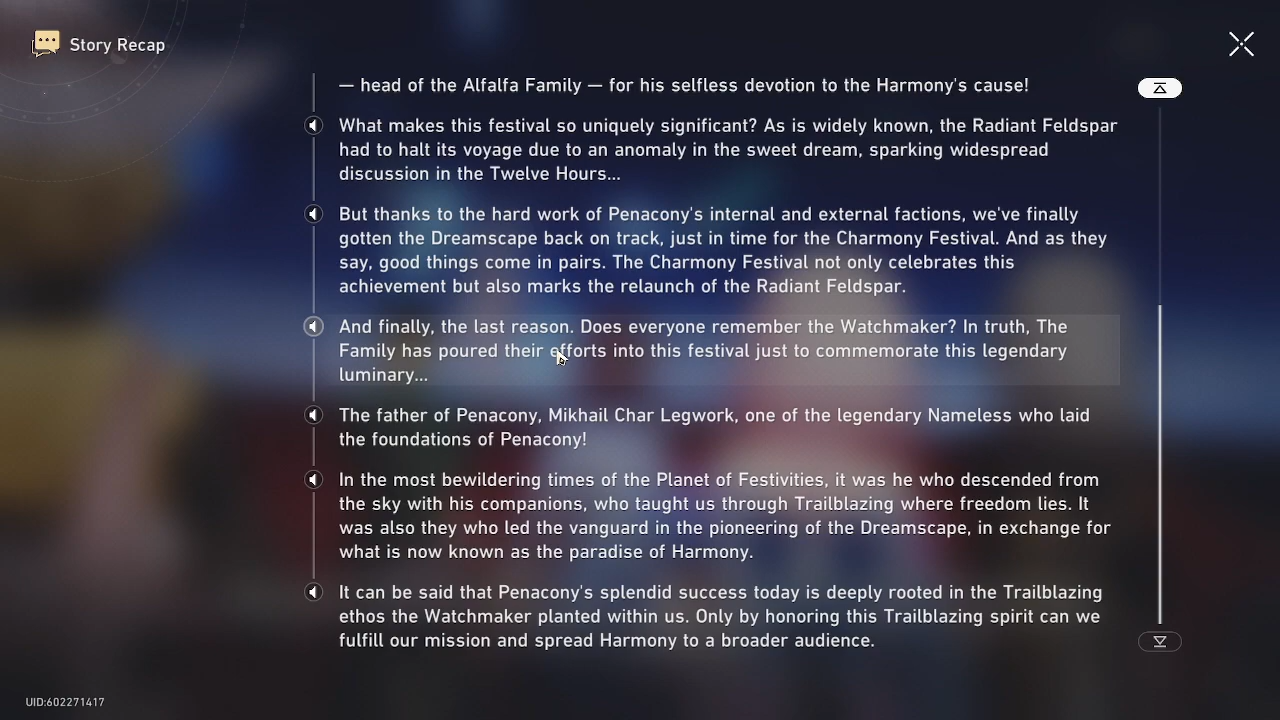 Story Recap
— head of the Alfalfa Family — for his selfless devotion to the Harmony's cause!
What makes this festival so uniquely significant? As is widely known, the Radiant Feldspar
had to halt its voyage due to an anomaly in the sweet dream, sparking widespread
discussion in the Twelve Hours...
But thanks to the hard work of Penacony's internal and external factions, we've finally
gotten the Dreamscape back on track, just in time for the Charmony Festival. And as they
say, good things come in pairs. The Charmony Festival not only celebrates this
achievement but also marks the relaunch of the Radiant Feldspar.
And finally, the last reason. Does everyone remember the Watchmaker? In truth, The
Family has poured their efforts into this festival just to commemorate this legendary
luminary...
The father of Penacony, Mikhail Char Legwork, one of the legendary Nameless who laid
the foundations of Penacony!
In the most bewildering times of the Planet of Festivities, it was he who descended from
the sky with his companions, who taught us through Trailblazing where freedom lies. It
was also they who led the vanguard in the pioneering of the Dreamscape, in exchange for
what is now known as the paradise of Harmony.
It can be said that Penacony's splendid success today is deeply rooted in the Trailblazing
ethos the Watchmaker planted within us. Only by honoring this Trailblazing spirit can we
fulfill our mission and spread Harmony to a broader audience.
UID:602271417